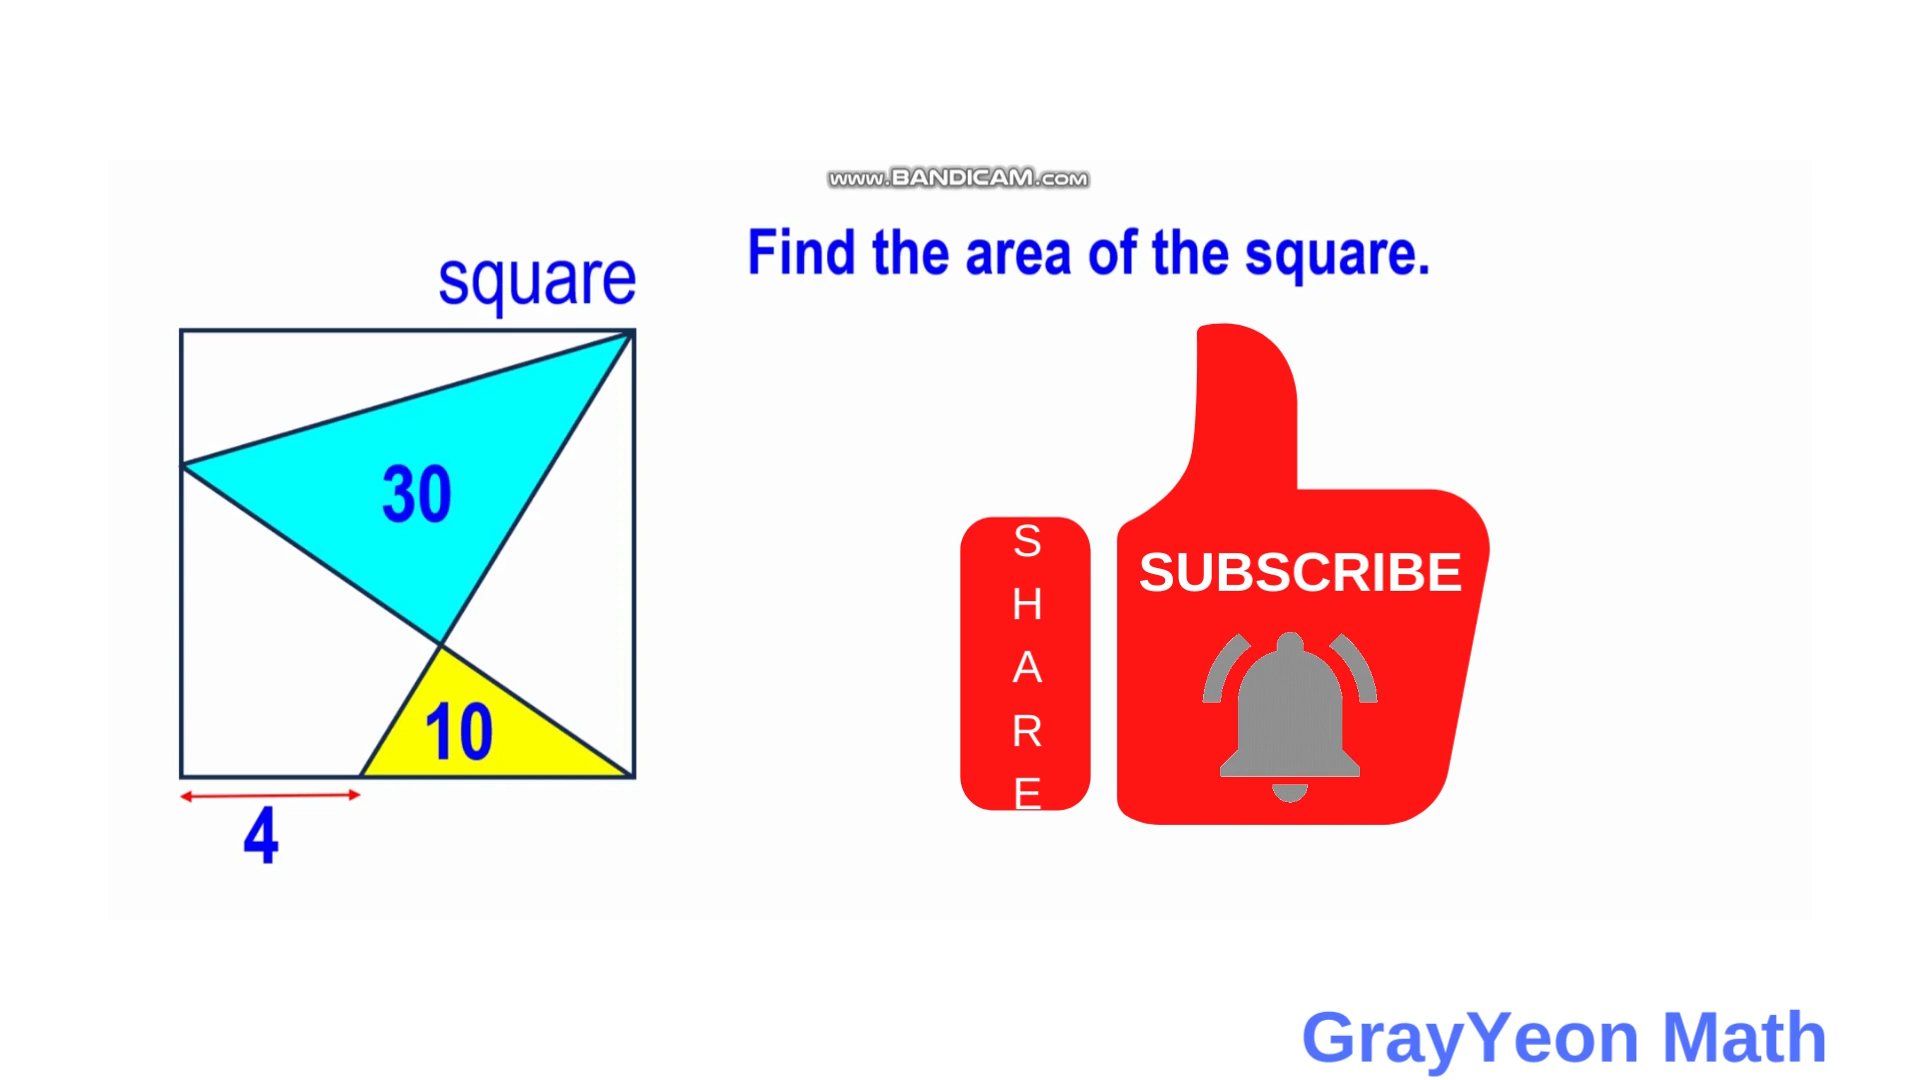 www.BANDICAM.com
Find the area of the square.
square
30
10
4
S
H
A
R
E
SUBSCRIBE
GrayYeon Math